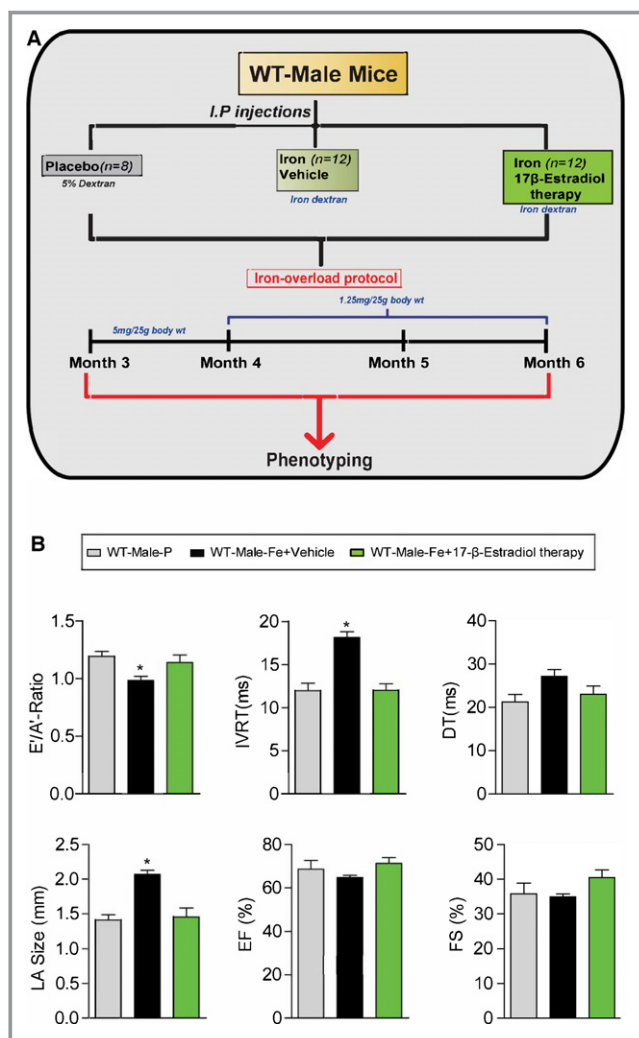 A
WT-Male Mice
I.P injections
Placebo(n=8)
5% Dextran
Iron (n=12)
Vehicle
Iron dextran
Iron (n=12)
17β-Estradiol
therapy
Iron dextran
Iron-overload protocol
1.25mg/25g body wt
5mg/25g body wt
Month 3
Month 4
Month 5
Month 6
Phenotyping
B
WT-Male-P
WT-Male-Fe+Vehicle
WT-Male-Fe+17-β-Estradiol therapy
E'/A'-Ratio
1.5
1.0
0.5
0.0
*
IVRT(ms)
20
15
10
5
0
*
DT(ms)
40
30
20
10
0
LA Size (mm)
2.5
2.0
1.5
1.0
0.5
0.0
*
EF (%)
80
60
40
20
0
FS (%)
50
40
30
20
10
0